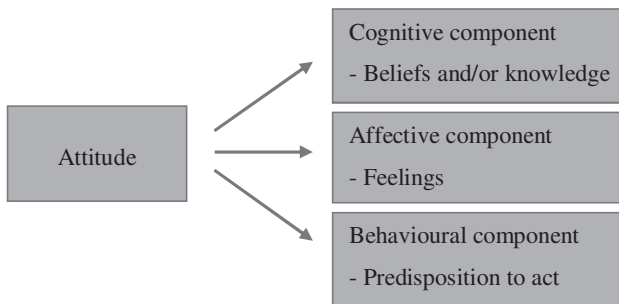 Attitude
Cognitive component
- Beliefs and/or knowledge
Affective component
- Feelings
Behavioural component
- Predisposition to act